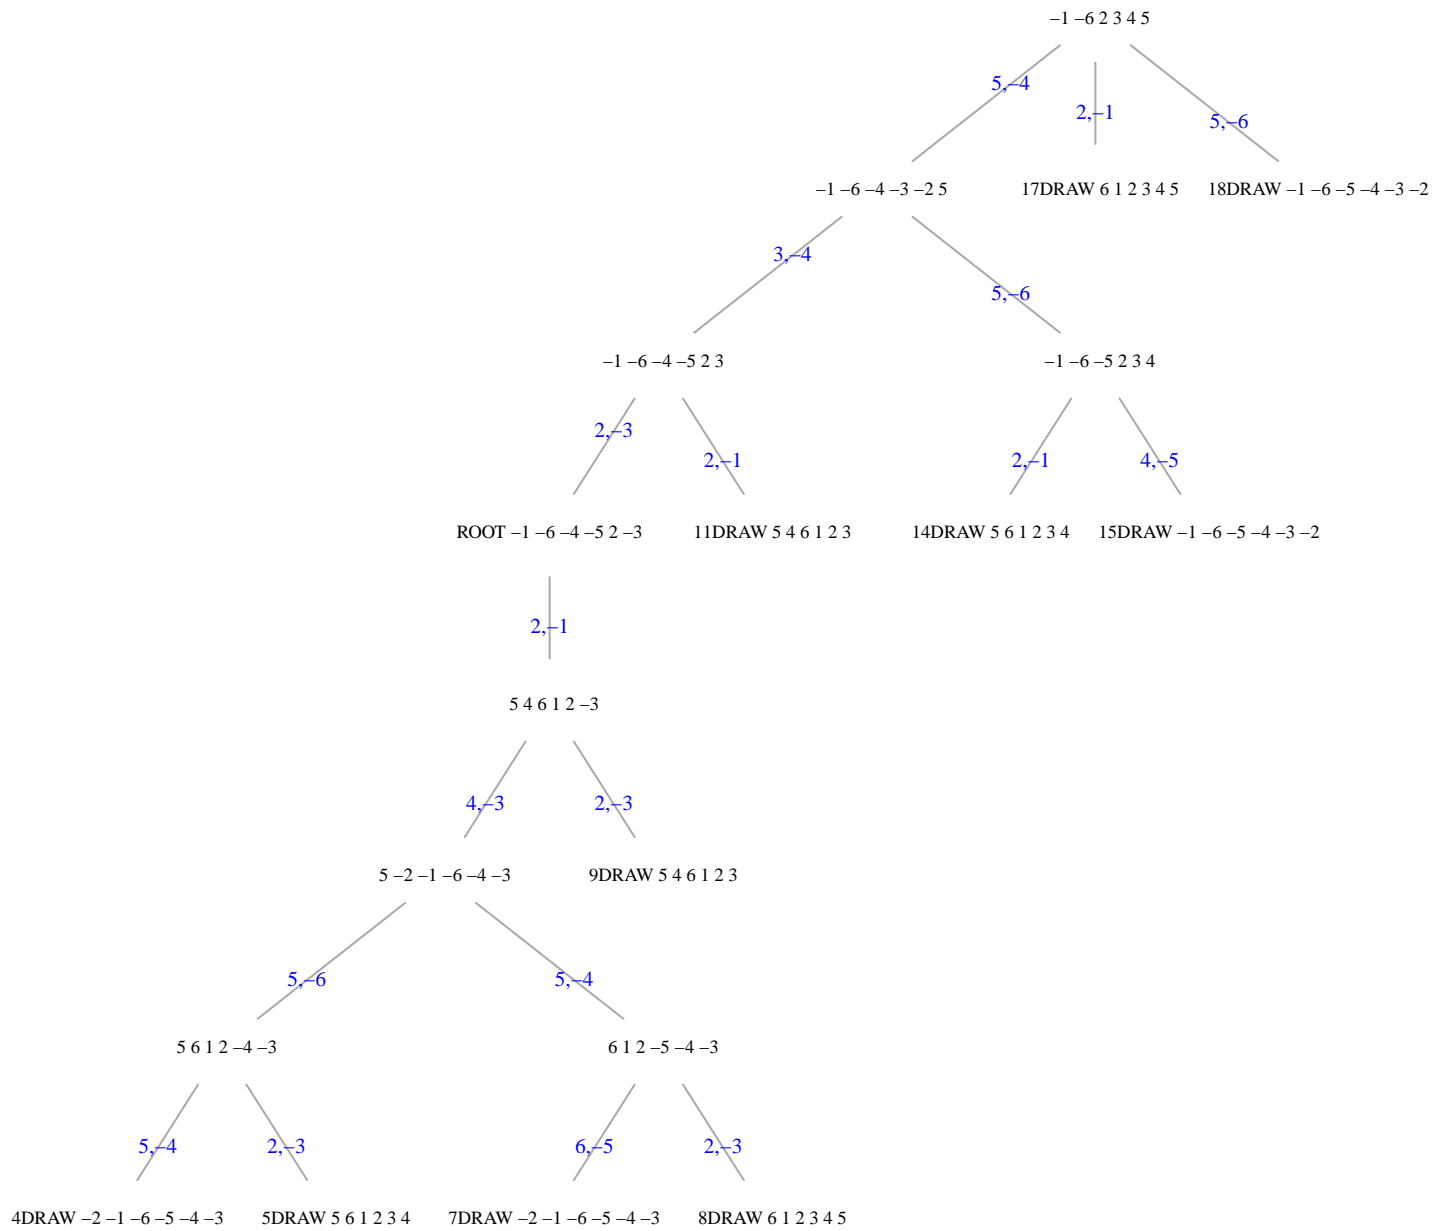 –1 –6 2 3 4 5
5,–4
2,–1
5,–6
–1 –6 –4 –3 –2 5
17DRAW 6 1 2 3 4 5
18DRAW –1 –6 –5 –4 –3 –2
3,–4
5,–6
–1 –6 –4 –5 2 3
–1 –6 –5 2 3 4
2,–3
2,–1
2,–1
4,–5
ROOT –1 –6 –4 –5 2 –3
11DRAW 5 4 6 1 2 3
14DRAW 5 6 1 2 3 4
15DRAW –1 –6 –5 –4 –3 –2
2,–1
5 4 6 1 2 –3
4,–3
2,–3
5 –2 –1 –6 –4 –3
9DRAW 5 4 6 1 2 3
5,–6
5,–4
5 6 1 2 –4 –3
6 1 2 –5 –4 –3
5,–4
2,–3
6,–5
2,–3
4DRAW –2 –1 –6 –5 –4 –3
5DRAW 5 6 1 2 3 4
7DRAW –2 –1 –6 –5 –4 –3
8DRAW 6 1 2 3 4 5